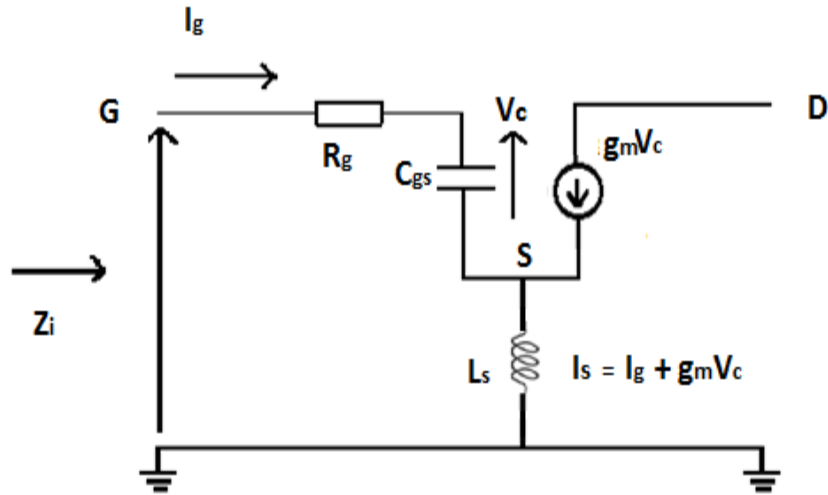 Ig
G
Rg
Cgs
Vc
gmVc
D
S
Zi
Ls
Is = Ig + gmVc